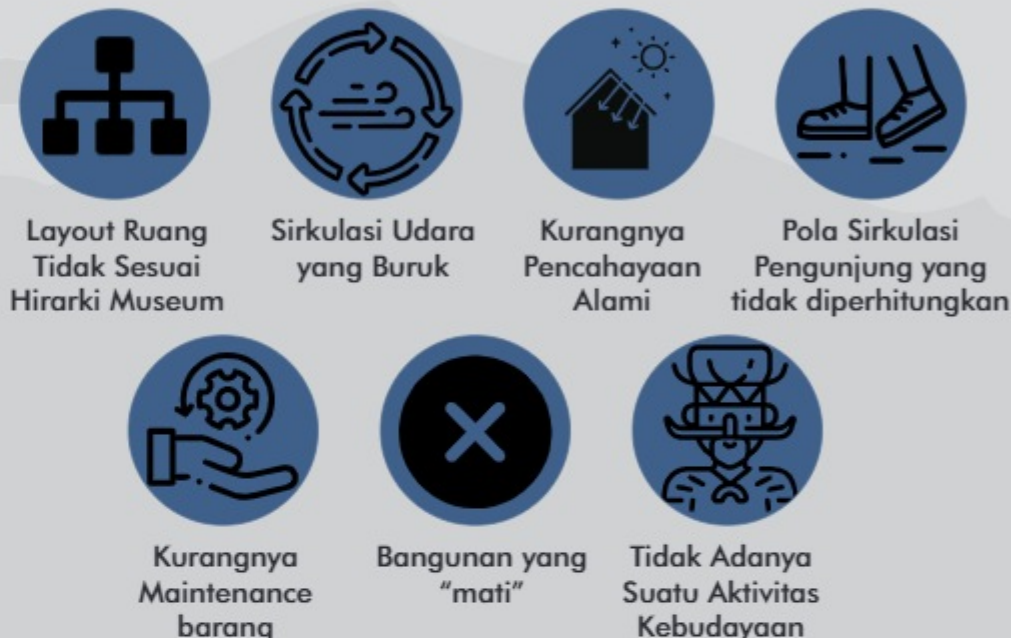 Layout Ruang
Tidak Sesuai
Hirarki Museum
Sirkulasi Udara
yang Buruk
Kurangnya
Pencahayaan
Alami
Pola Sirkulasi
Pengunjung yang
tidak diperhitungkan
Kurangnya
Maintenance
barang
Bangunan yang
“mati”
Tidak Adanya
Suatu Aktivitas
Kebudayaan